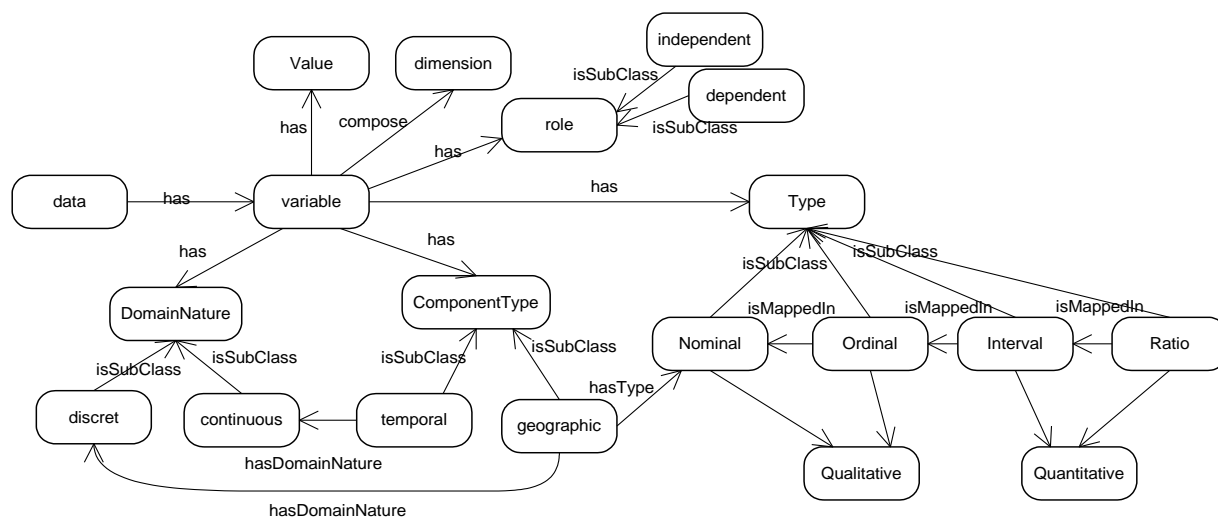 independent
Value
dimension
isSubClass
dependent
has
compose
role
isSubClass
has
data
has
variable
has
Type
has
has
isSubClass
isSubClass
DomainNature
ComponentType
isMappedIn
isMappedIn
isMappedIn
Nominal
Ordinal
Interval
Ratio
isSubClass
isSubClass
isSubClass
isSubClass
hasType
discret
continuous
temporal
geographic
hasDomainNature
Qualitative
Quantitative
hasDomainNature